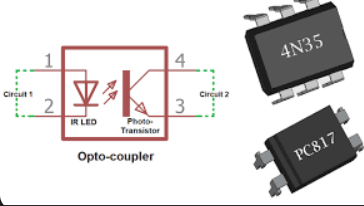 1
4
Circuit 1
Circuit 2
2
3
IR LED
Photo-
Transistor
Opto-coupler
4N35
PC817